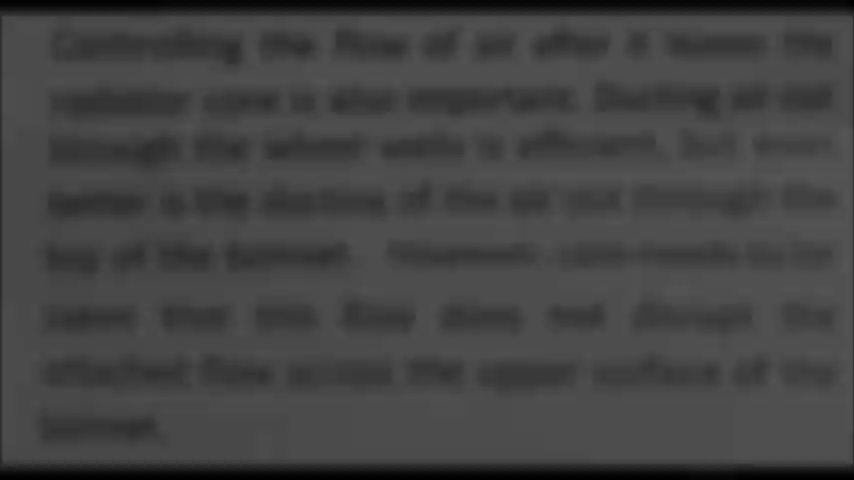 Controlling the flow of air after it leaves the
radiator core is also important. Ducting air out
through the wheel wells is efficient, but even
better is the ducting of the air out through the
top of the bonnet. However, care needs to be
taken that this flow does not disrupt the
attached flow across the upper surface of the
bonnet.